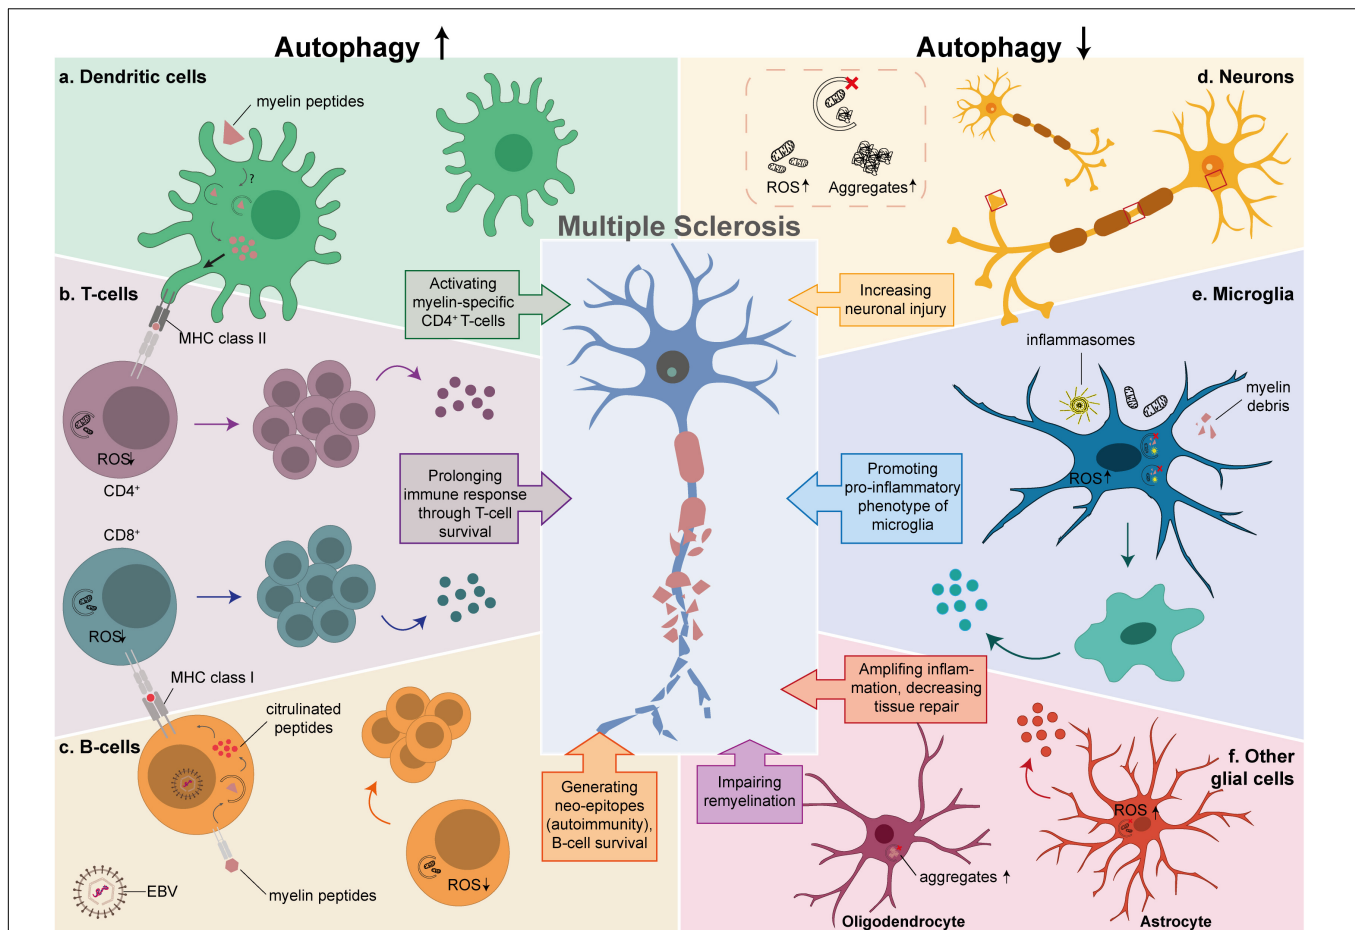 Autophagy ↑
Autophagy ↓
a. Dendritic cells
myelin peptides
?
d. Neurons
ROS↑
Aggregates↑
Multiple Sclerosis
b. T-cells
MHC class II
Activating
myelin-specific
CD4⁺ T-cells
Increasing
neuronal injury
e. Microglia
inflammasomes
myelin
debris
ROS↑
ROS↓
CD4⁺
Prolonging
immune response
through T-cell
survival
Promoting
pro-inflammatory
phenotype of
microglia
CD8⁺
ROS↓
MHC class I
citrulinated
peptides
Amplifing inflam-
mation, decreasing
tissue repair
c. B-cells
Generating
neo-epitopes
(autoimmunity),
B-cell survival
Impairing
remyelination
f. Other
glial cells
ROS ↑
ROS↓
EBV
myelin peptides
aggregates ↑
Oligodendrocyte
Astrocyte